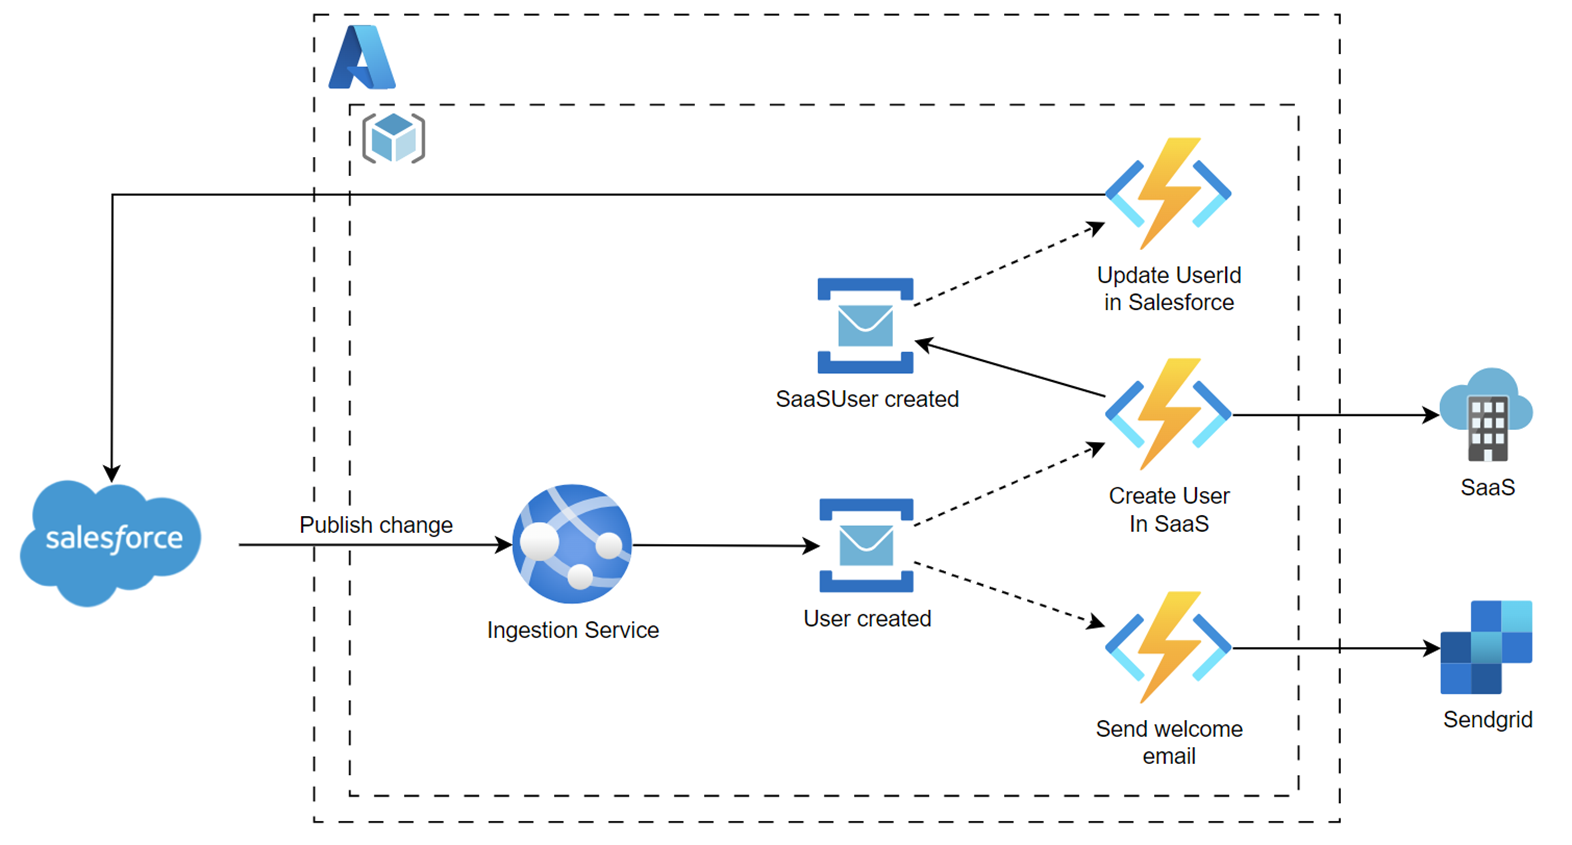 Update UserId
in Salesforce
SaaSUser created
salesforce
Publish change
Ingestion Service
User created
Create User
In SaaS
SaaS
Send welcome
email
Sendgrid